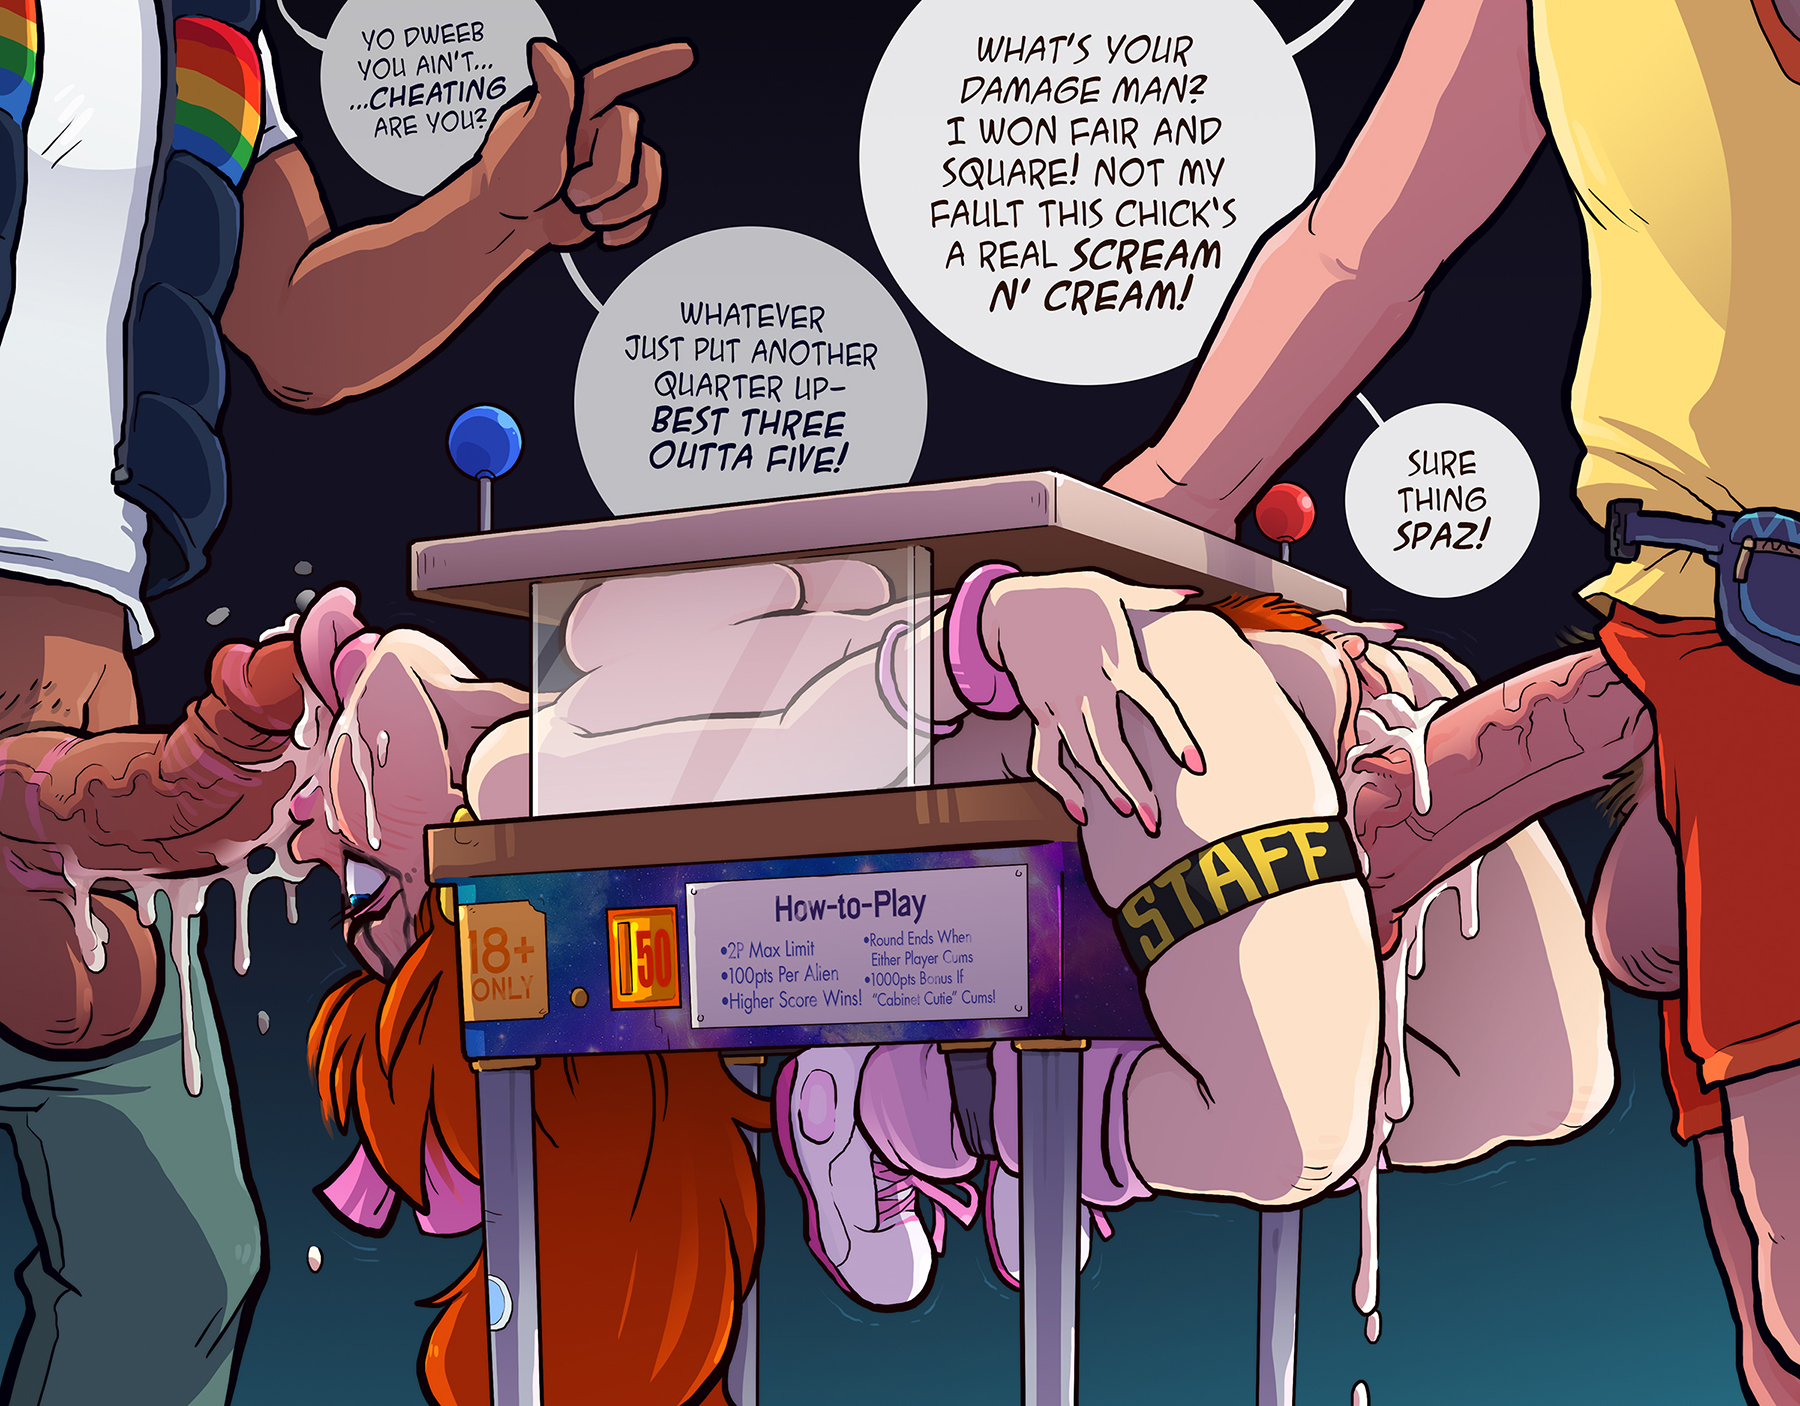 YO DWEEB
YOU AIN'T...
...CHEATING
ARE YOU?
WHATEVER
JUST PUT ANOTHER
QUARTER UP-
BEST THREE
OUTTA FIVE!
WHAT'S YOUR
DAMAGE MAN?
I WON FAIR AND
SQUARE! NOT MY
FAULT THIS CHICK'S
A REAL SCREAM
N' CREAM!
SURE
THING
SPAZ!
STAFF
18+
ONLY
50
How-to-Play
•2P Max Limit
•100pts Per Alien
•Higher Score Wins!
•Round Ends When
Either Player Cums
•1000pts Bonus If
"Cabinet Cutie" Cums!